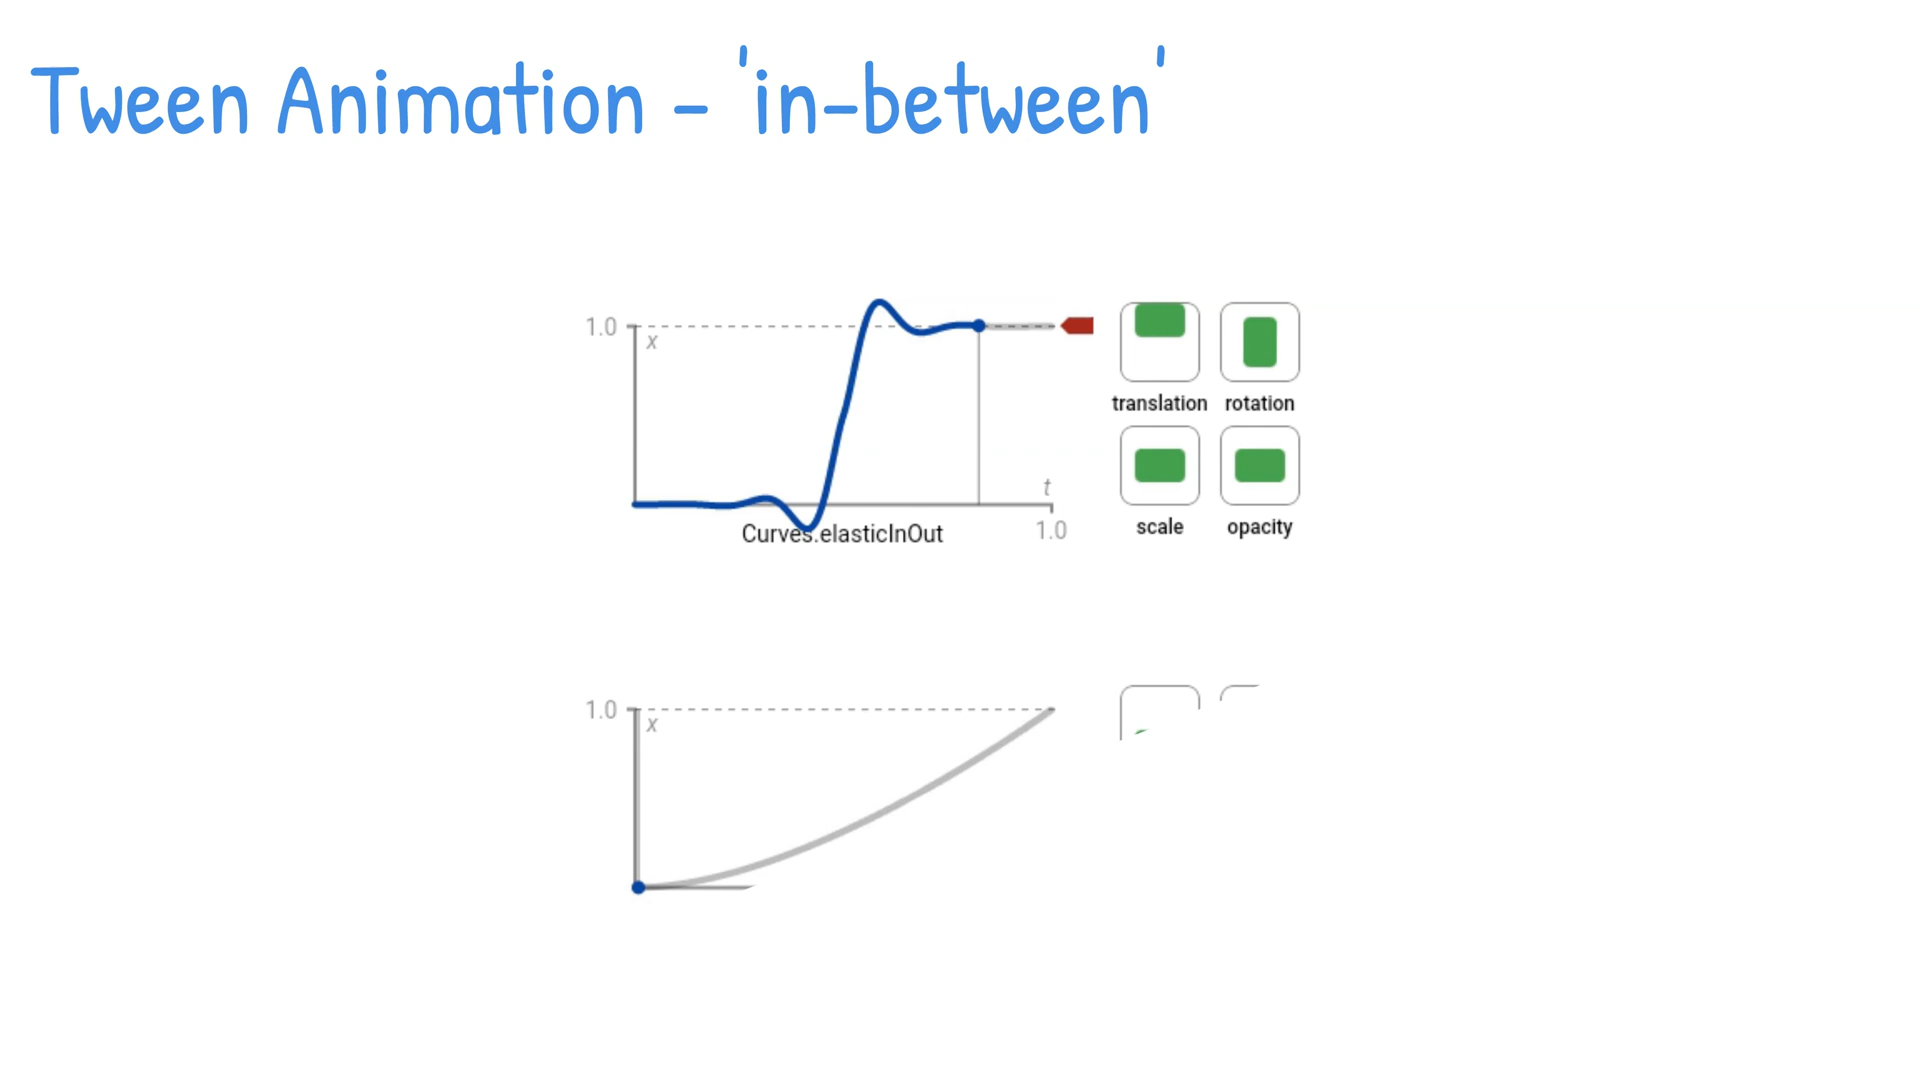 Tween Animation - 'in-between'
1.0
x
t
1.0
Curves.elasticInOut
translation
rotation
scale
opacity
1.0
x